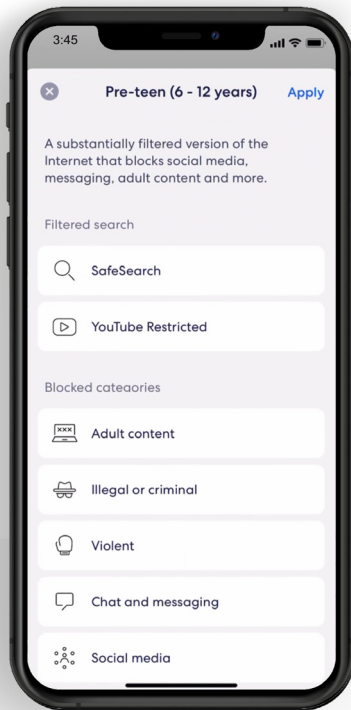 3:45
Pre-teen (6 - 12 years) Apply
A substantially filtered version of the
Internet that blocks social media,
messaging, adult content and more.
Filtered search
SafeSearch
YouTube Restricted
Blocked categories
XXX
Adult content
Illegal or criminal
Violent
Chat and messaging
Social media